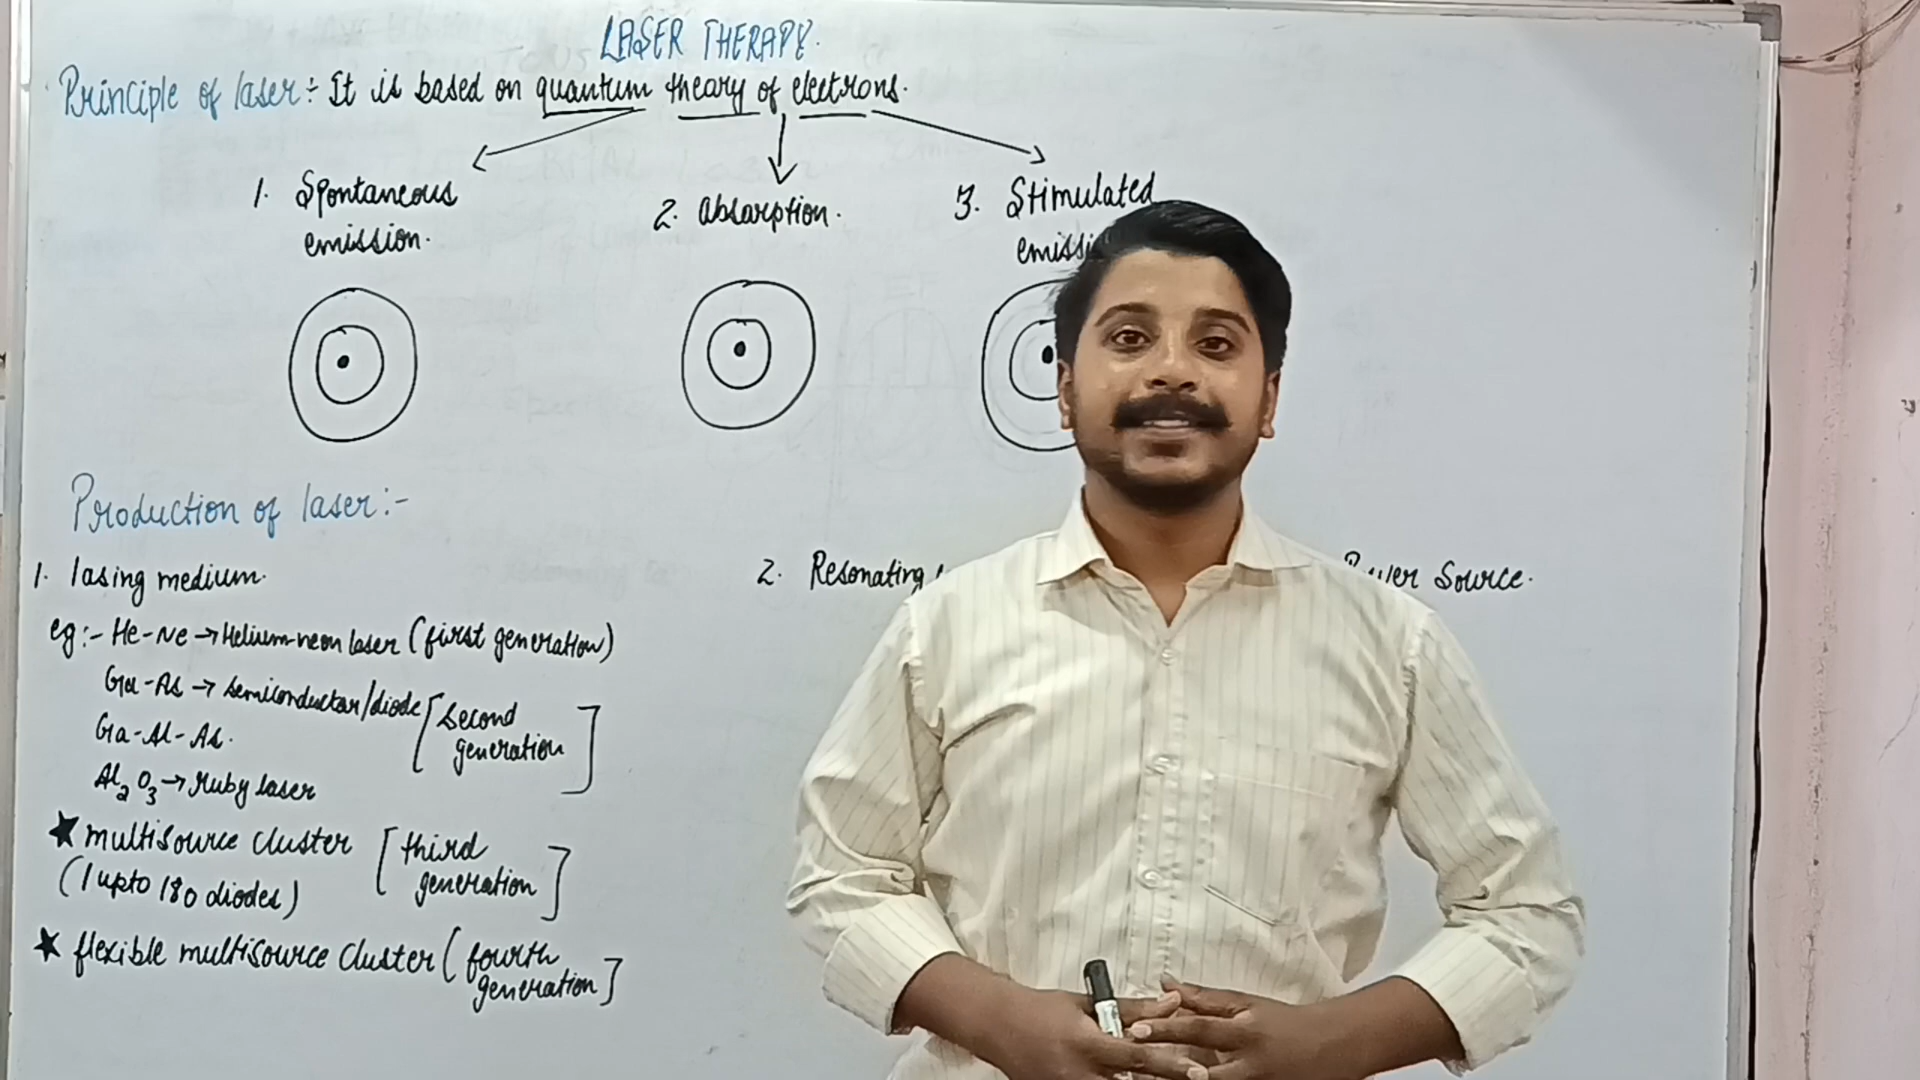 LASER THERAPY.
Principle of laser:- It is based on quantum theory of electrons.
1. Spontaneous
emission.
2. absorption.
3. Stimulated
Production of laser:-
1. lasing medium.
2. Resonating
Source.
eg:- He-Ne → Helium-neon laser (first generation)
Ga-As → semiconductor/diode [second
generation]
Ga-Al-As.
Al2O3 → Ruby laser
★ multisource cluster [third
generation]
(1 upto 180 diodes)
★ flexible multisource cluster (fourth
generation]